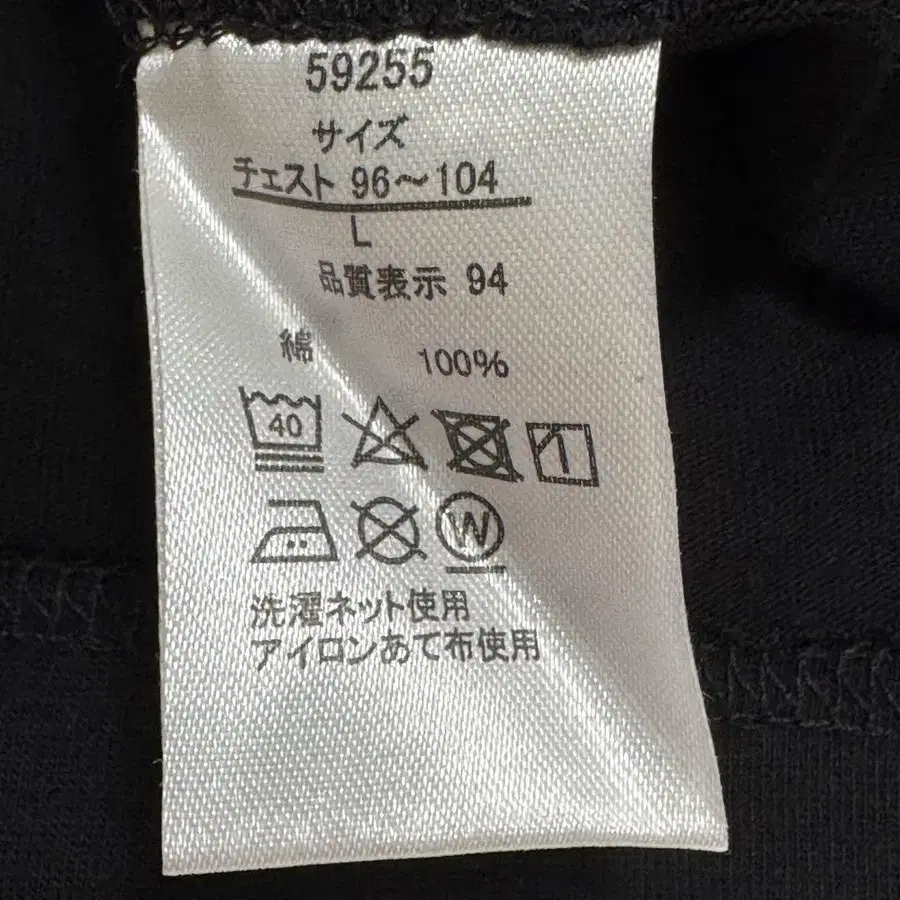 59255
サイズ
チェスト 96～104
L
品質表示 94
綿 100%
40
W
洗濯ネット使用
アイロンあて布使用